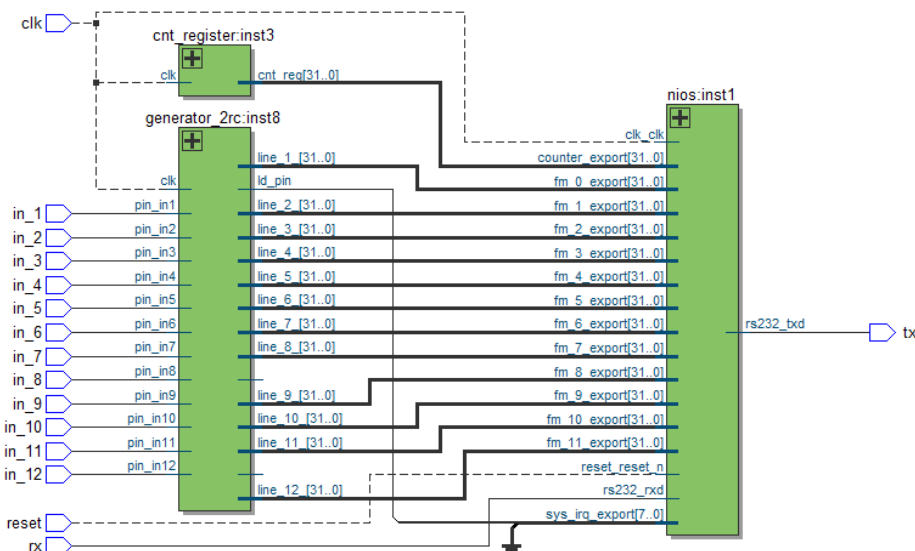 clk
cnt_register:inst3
clk
cnt_reg[31..0]
generator_2rc:inst8
clk
pin_in1
pin_in2
pin_in3
pin_in4
pin_in5
pin_in6
pin_in7
pin_in8
pin_in9
pin_in10
pin_in11
pin_in12
line_1_[31..0]
ld_pin
line_2_[31..0]
line_3_[31..0]
line_4_[31..0]
line_5_[31..0]
line_6_[31..0]
line_7_[31..0]
line_8_[31..0]
line_9_[31..0]
line_10_[31..0]
line_11_[31..0]
line_12_[31..0]
in_1
in_2
in_3
in_4
in_5
in_6
in_7
in_8
in_9
in_10
in_11
in_12
reset
rx
nios:inst1
clk_clk
counter_export[31..0]
fm_0_export[31..0]
fm_1_export[31..0]
fm_2_export[31..0]
fm_3_export[31..0]
fm_4_export[31..0]
fm_5_export[31..0]
fm_6_export[31..0]
fm_7_export[31..0]
fm_8_export[31..0]
fm_9_export[31..0]
fm_10_export[31..0]
fm_11_export[31..0]
reset_reset_n
rs232_rxd
sys_irq_export[7..0]
rs232_txd
tx